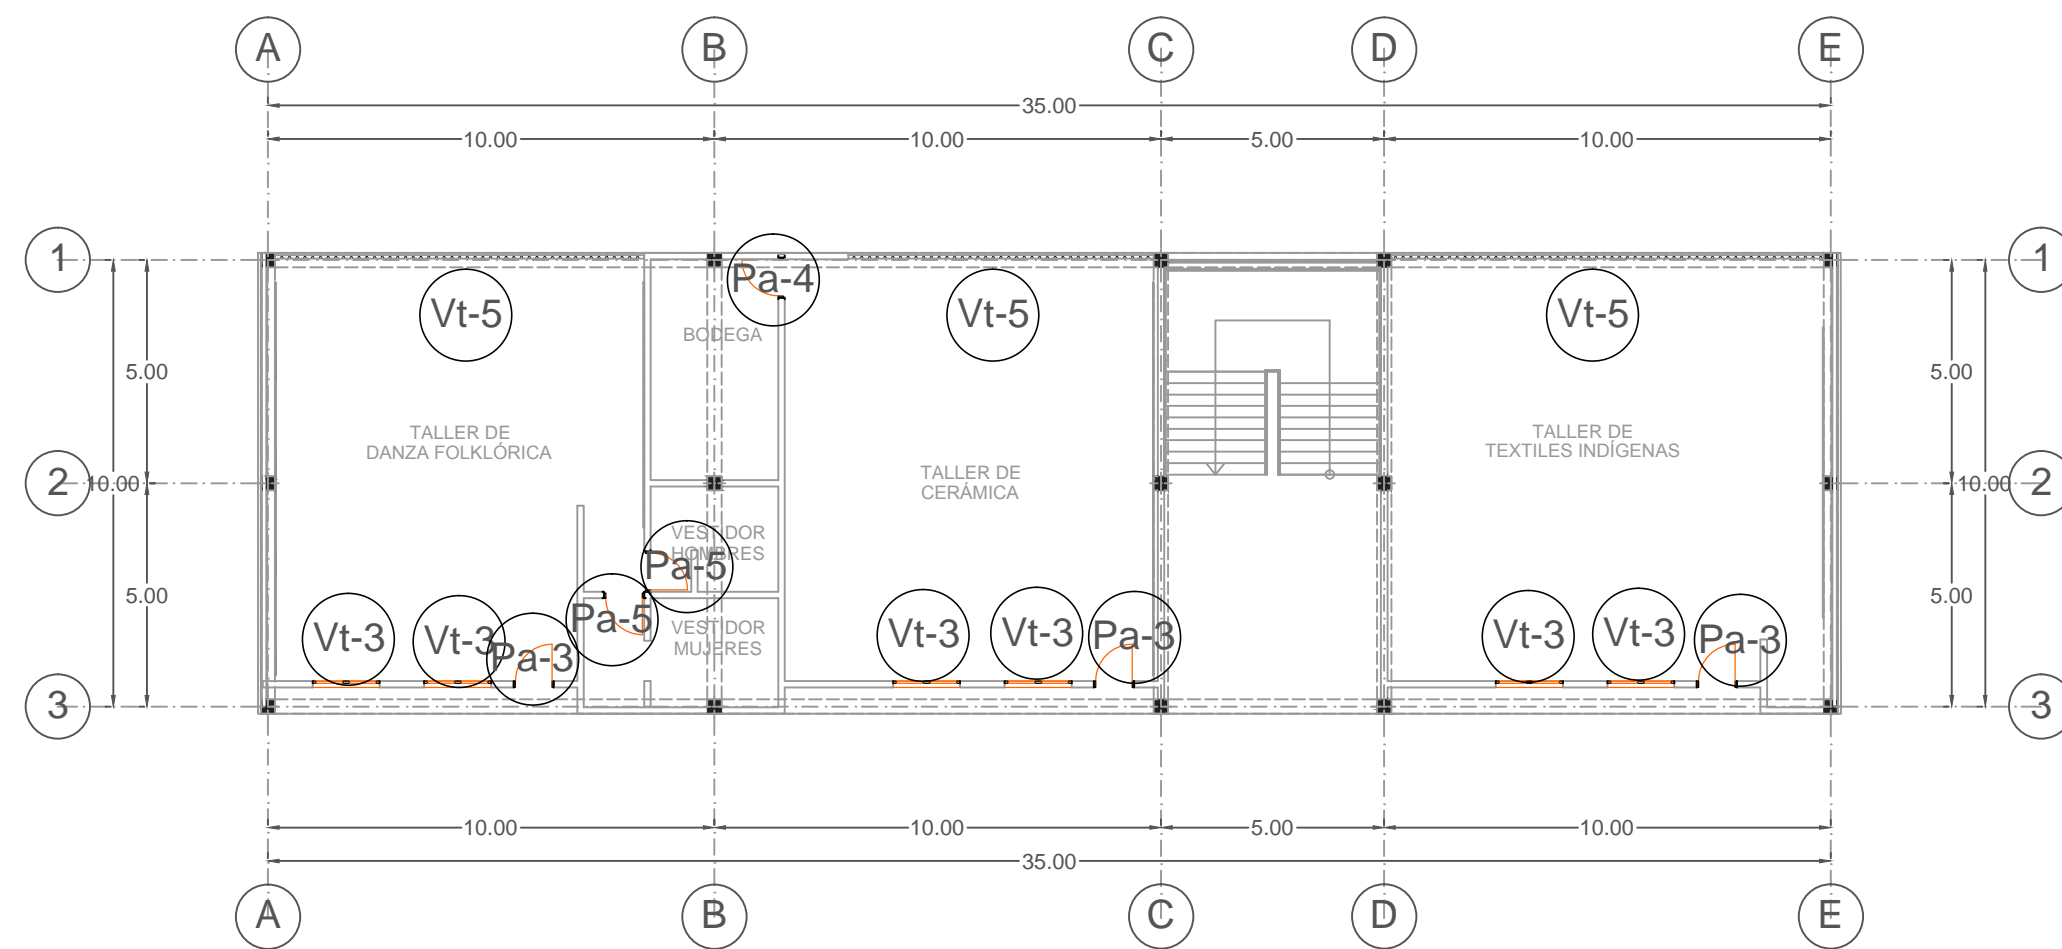 A
B
C
D
E
35.00
10.00
10.00
5.00
10.00
1
1
Pa-4
Vt-5
Vt-5
Vt-5
BODEGA
5.00
5.00
TALLER DE
DANZA FOLKLÓRICA
TALLER DE
CERÁMICA
TALLER DE
TEXTILES INDÍGENAS
2
10.00
10.00
2
VESTIDOR
HOMBRES
Pa-5
5.00
5.00
Pa-5
VESTIDOR
MUJERES
Vt-3
Vt-3
Pa-3
Vt-3
Vt-3
Pa-3
Vt-3
Vt-3
Pa-3
3
3
10.00
10.00
5.00
10.00
35.00
A
B
C
D
E